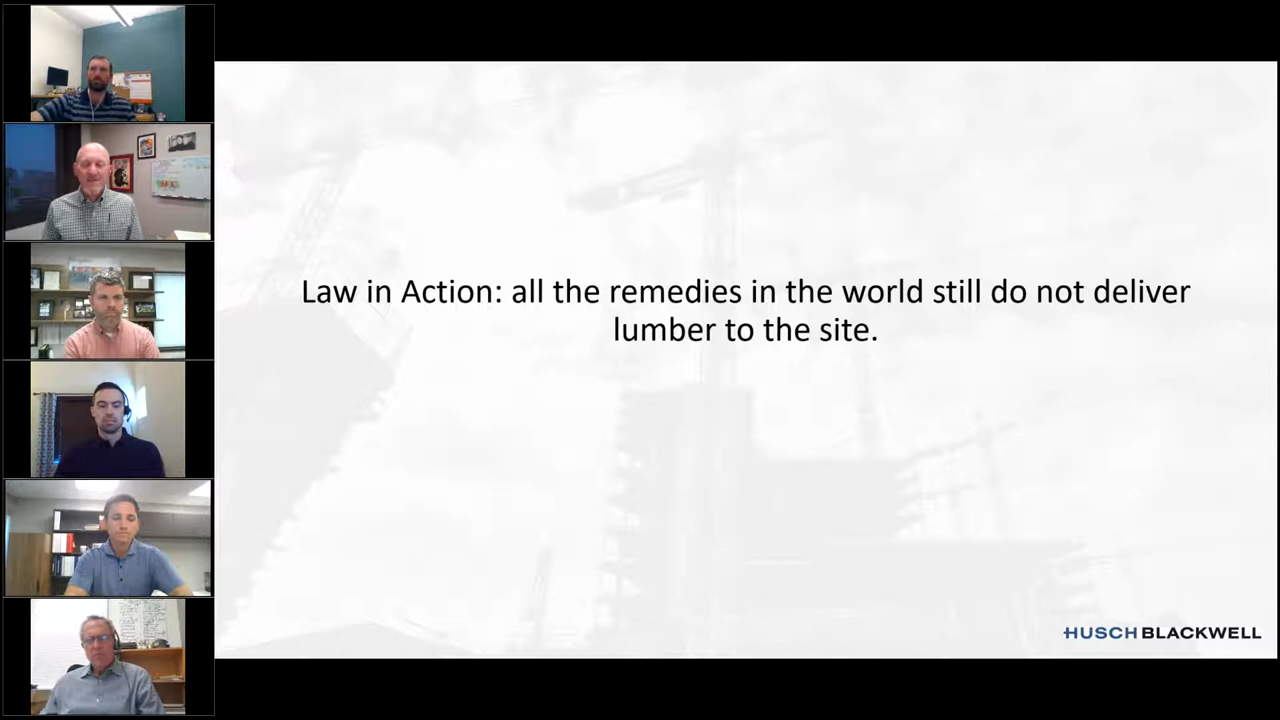 Law in Action: all the remedies in the world still do not deliver
lumber to the site.
HUSCH BLACKWELL